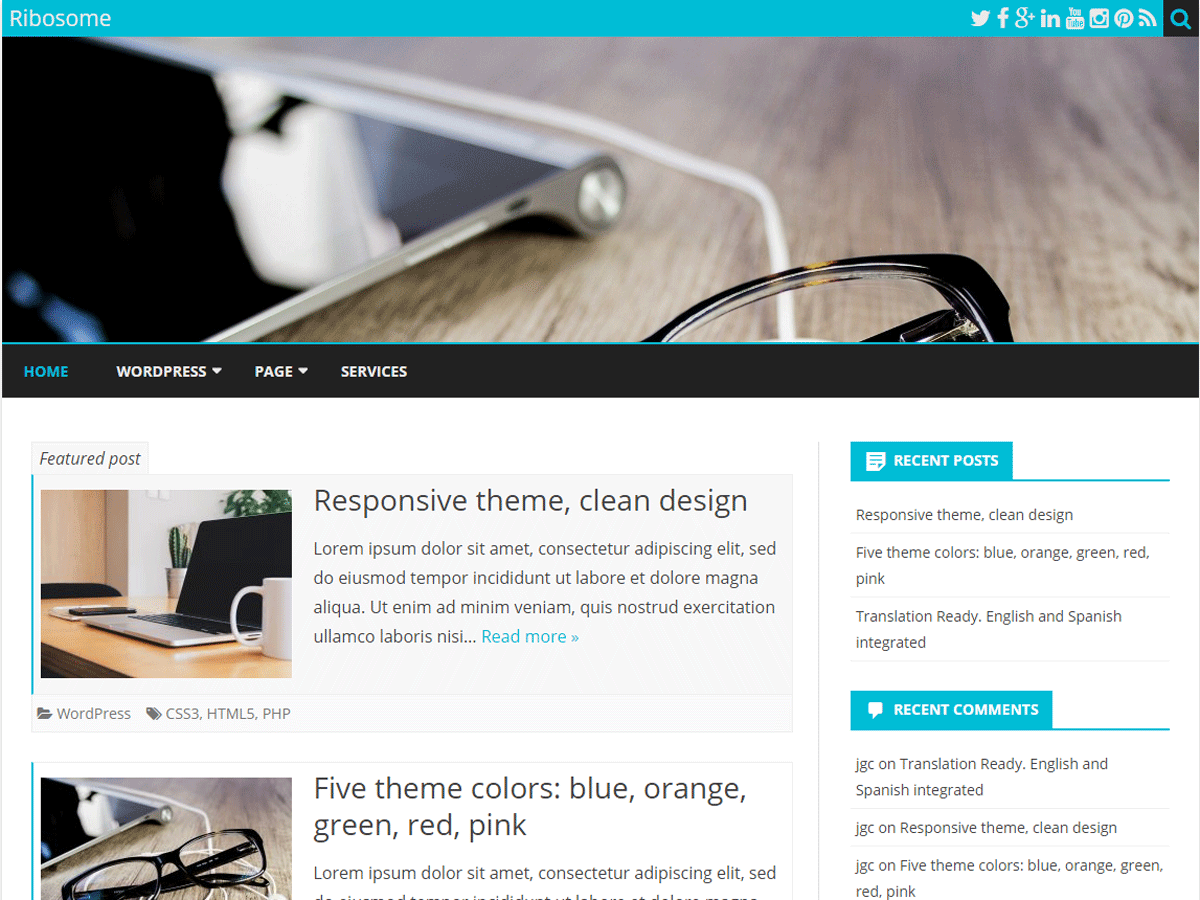 Ribosome
You Tube
HOME WORDPRESS PAGE SERVICES
Featured post
Responsive theme, clean design
Lorem ipsum dolor sit amet, consectetur adipiscing elit, sed
do eiusmod tempor incididunt ut labore et dolore magna
aliqua. Ut enim ad minim veniam, quis nostrud exercitation
ullamco laboris nisi... Read more »
WordPress CSS3, HTML5, PHP
Five theme colors: blue, orange,
green, red, pink
Lorem ipsum dolor sit amet, consectetur adipiscing elit, sed
RECENT POSTS
Responsive theme, clean design
Five theme colors: blue, orange, green, red,
pink
Translation Ready. English and Spanish
integrated
RECENT COMMENTS
jgc on Translation Ready. English and
Spanish integrated
jgc on Responsive theme, clean design
jgc on Five theme colors: blue, orange, green,
red, pink